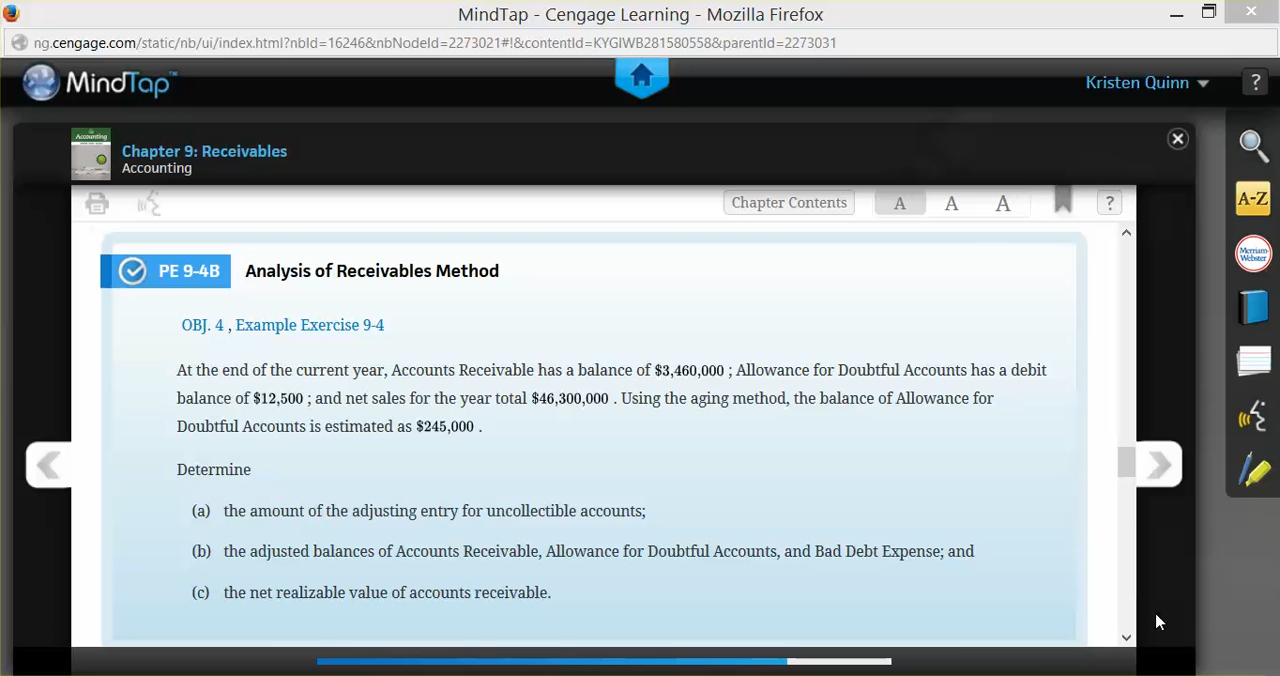 MindTap - Cengage Learning - Mozilla Firefox
ng.cengage.com/static/nb/ui/index.html?nbId=16246&nbNodeId=2273021#!&contentId=KYGIWB281580558&parentId=2273031
MindTap™
Kristen Quinn
?
Accounting
Chapter 9: Receivables
Accounting
Chapter Contents
A
A
A
?
A-Z
Merriam-
Webster
PE 9-4B
Analysis of Receivables Method
OBJ. 4 , Example Exercise 9-4
At the end of the current year, Accounts Receivable has a balance of $3,460,000 ; Allowance for Doubtful Accounts has a debit
balance of $12,500 ; and net sales for the year total $46,300,000 . Using the aging method, the balance of Allowance for
Doubtful Accounts is estimated as $245,000 .
Determine
(a) the amount of the adjusting entry for uncollectible accounts;
(b) the adjusted balances of Accounts Receivable, Allowance for Doubtful Accounts, and Bad Debt Expense; and
(c) the net realizable value of accounts receivable.